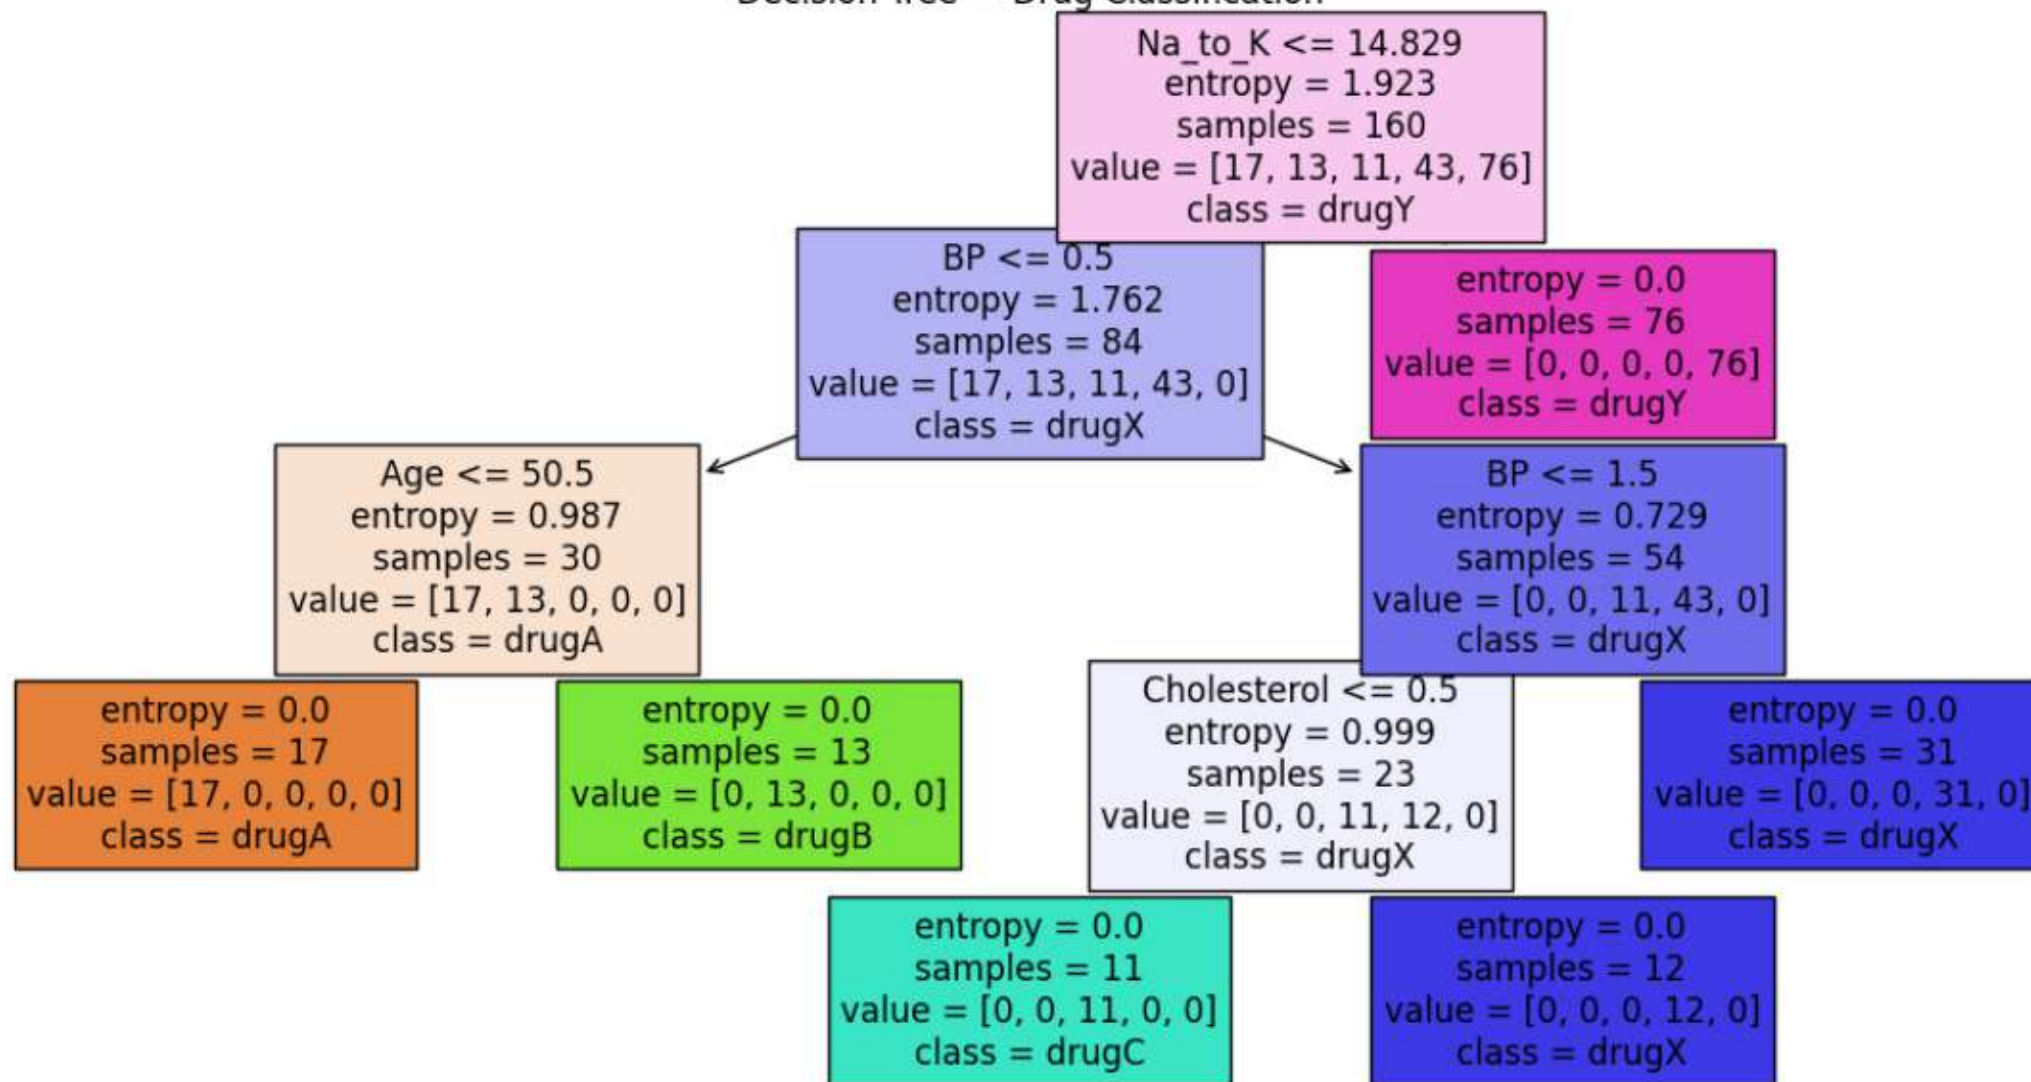 Decision Tree - Drug Classification
Na_to_K <= 14.829
entropy = 1.923
samples = 160
value = [17, 13, 11, 43, 76]
class = drugY
BP <= 0.5
entropy = 1.762
samples = 84
value = [17, 13, 11, 43, 0]
class = drugX
entropy = 0.0
samples = 76
value = [0, 0, 0, 0, 76]
class = drugY
Age <= 50.5
entropy = 0.987
samples = 30
value = [17, 13, 0, 0, 0]
class = drugA
BP <= 1.5
entropy = 0.729
samples = 54
value = [0, 0, 11, 43, 0]
class = drugX
entropy = 0.0
samples = 17
value = [17, 0, 0, 0, 0]
class = drugA
entropy = 0.0
samples = 13
value = [0, 13, 0, 0, 0]
class = drugB
Cholesterol <= 0.5
entropy = 0.999
samples = 23
value = [0, 0, 11, 12, 0]
class = drugX
entropy = 0.0
samples = 31
value = [0, 0, 0, 31, 0]
class = drugX
entropy = 0.0
samples = 11
value = [0, 0, 11, 0, 0]
class = drugC
entropy = 0.0
samples = 12
value = [0, 0, 0, 12, 0]
class = drugX